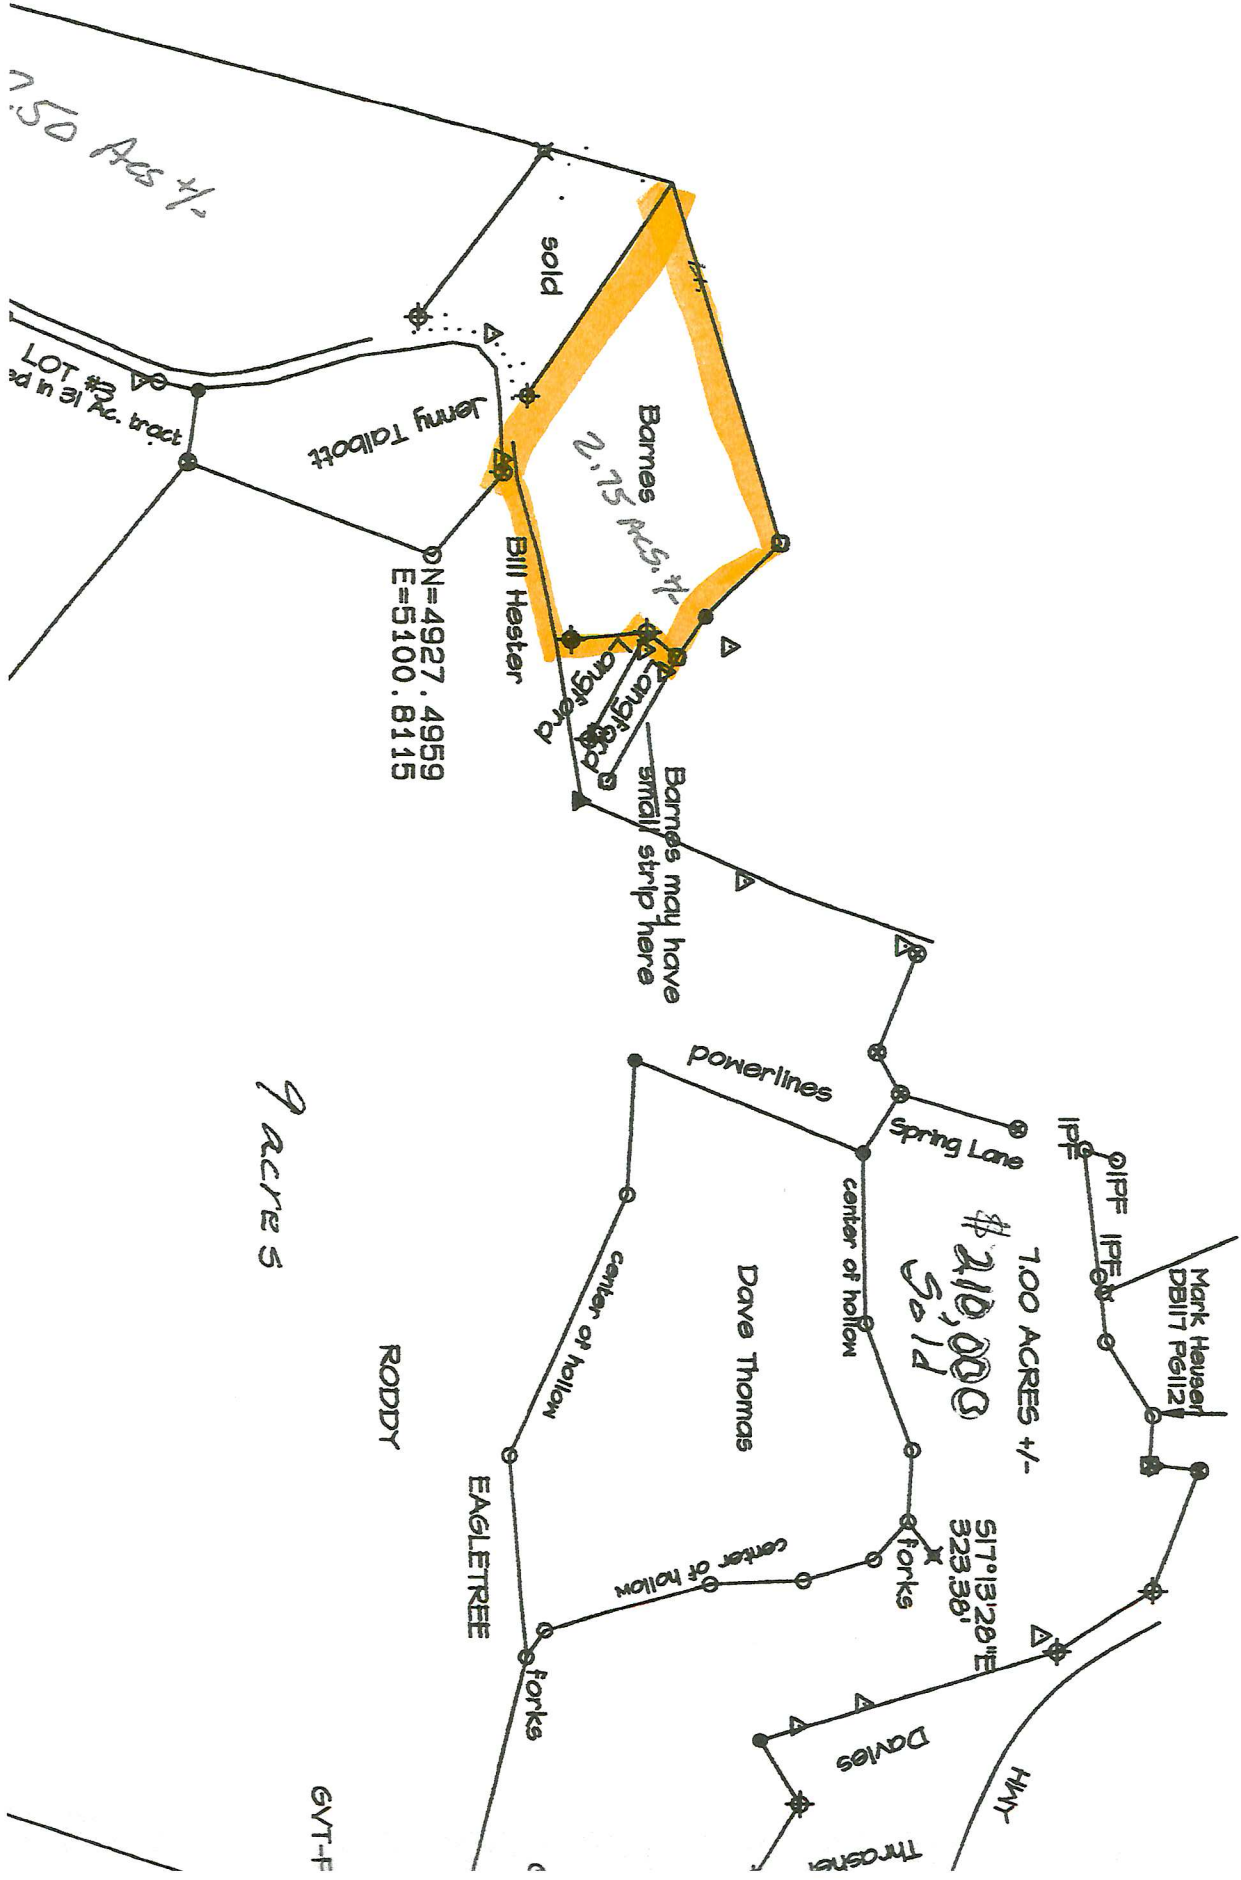 .50 Acs +/-
sold
LOT #3
ed in 31 Ac. tract
Jenny Talbott
Barnes
2.75 Acs. +/-
Bill Hester
N=4927.4959
E=5100.8115
Langford
Langford
Barnes may have
small strip here
powerlines
Spring Lane
IPF
IPF
IPF
Mark Hauser
DB117 PG112
7.00 ACRES +/-
$210,000
Sold
center of hollow
Dave Thomas
center of hollow
9 acres
RODDY
EAGLETREE
center of hollow
forks
S17°13'28"E
323.38'
forks
Davies
HWY
Thrasher
GVT-F